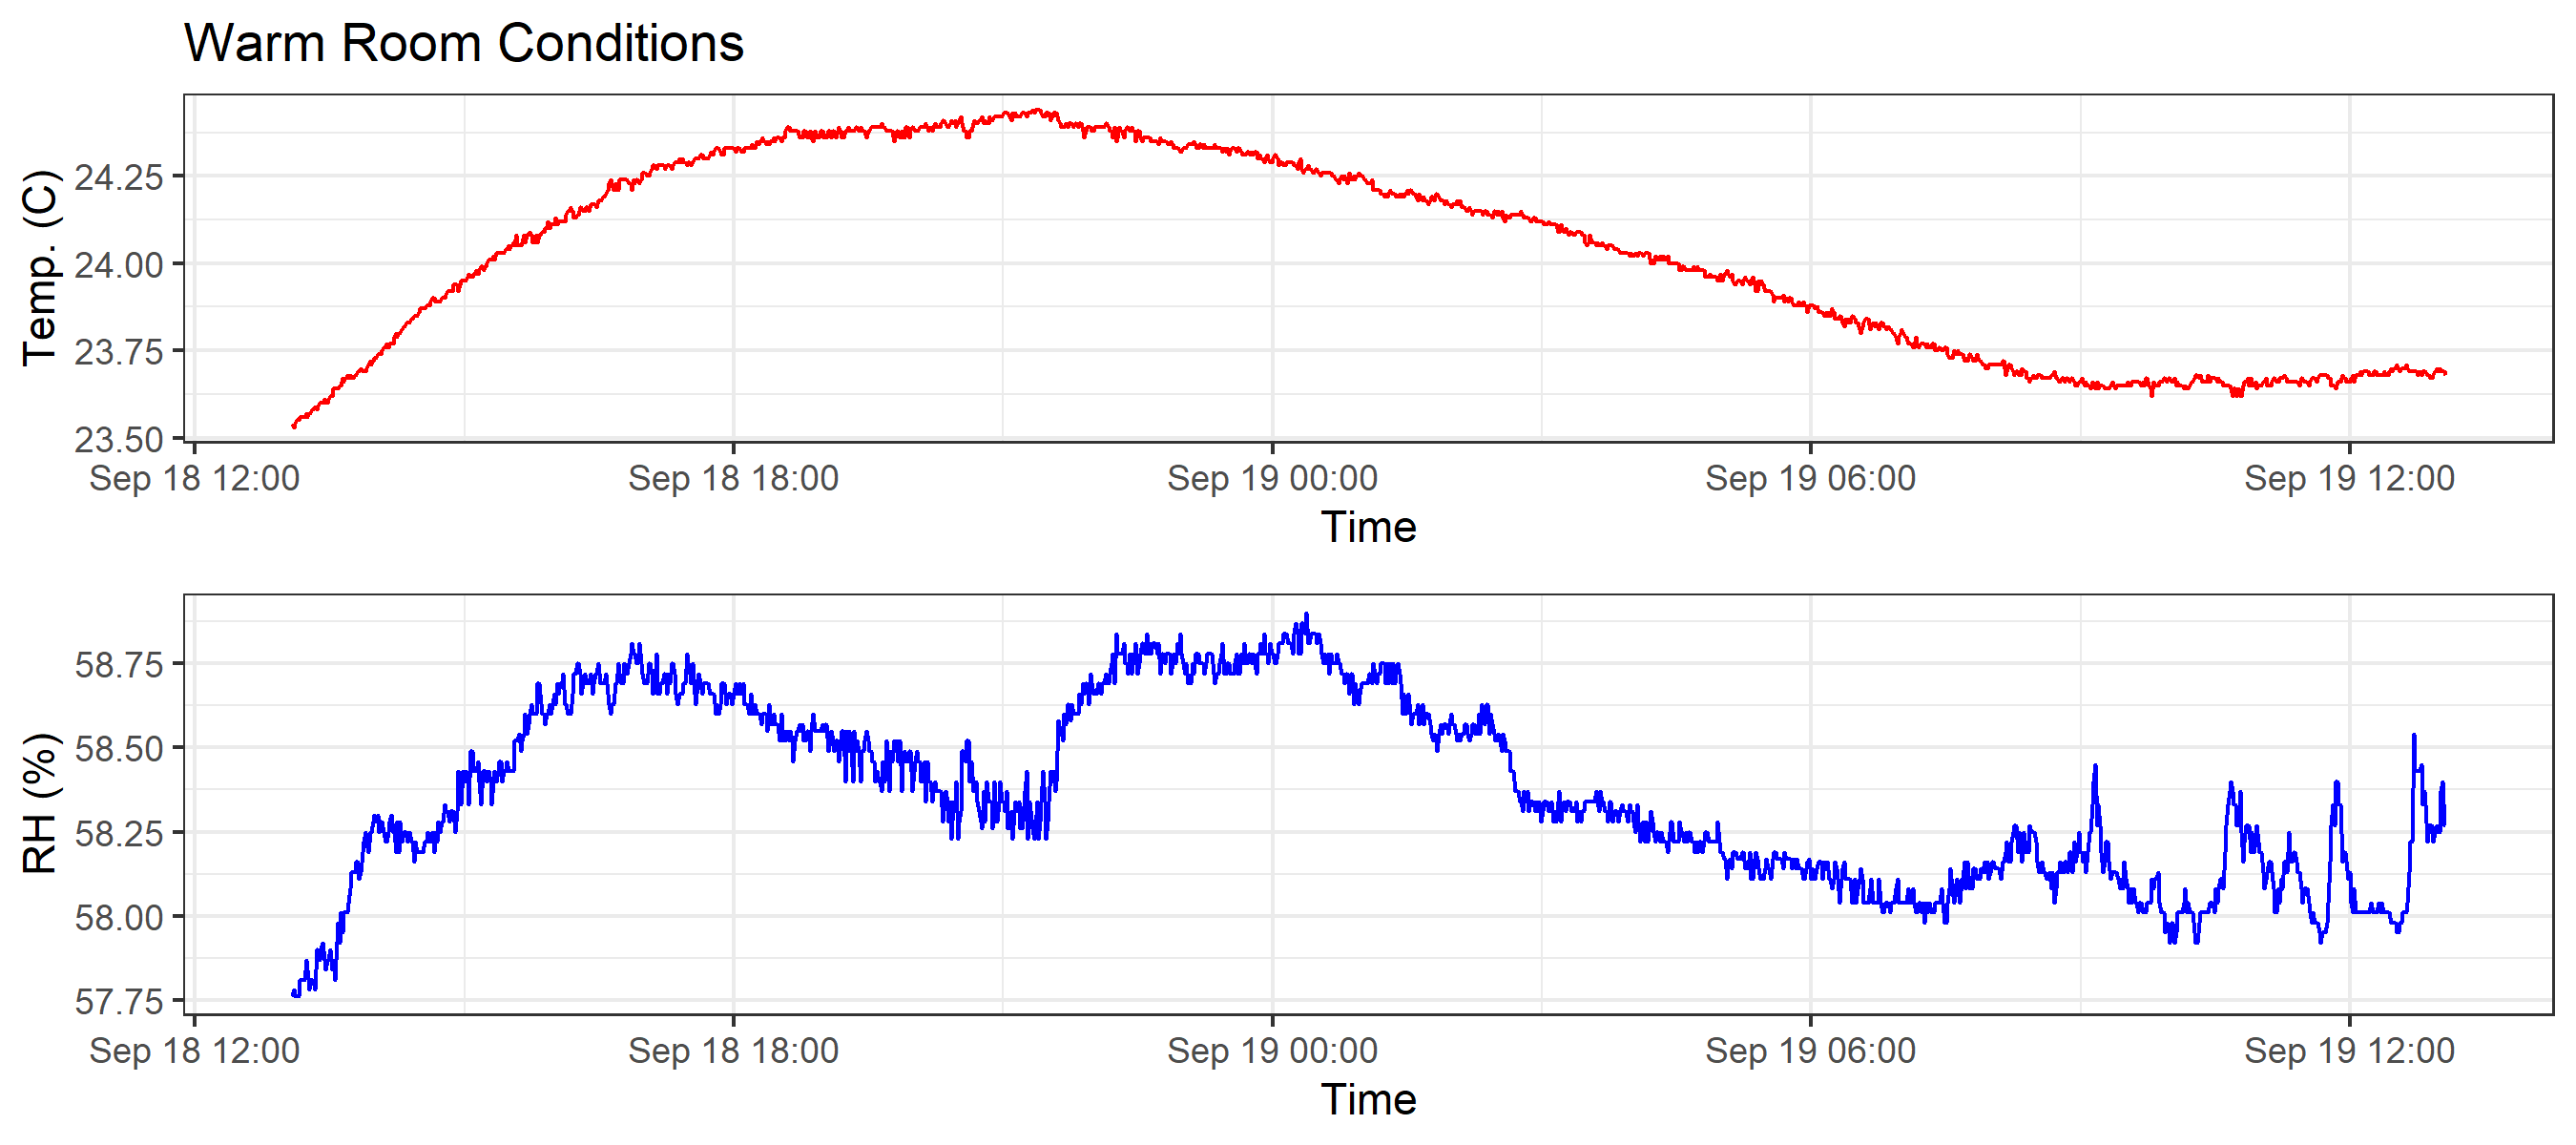 Warm Room Conditions
Temp. (C)
24.25
24.00
23.75
23.50
Sep 18 12:00 Sep 18 18:00 Sep 19 00:00 Sep 19 06:00 Sep 19 12:00
Time
RH (%)
58.75
58.50
58.25
58.00
57.75
Sep 18 12:00 Sep 18 18:00 Sep 19 00:00 Sep 19 06:00 Sep 19 12:00
Time